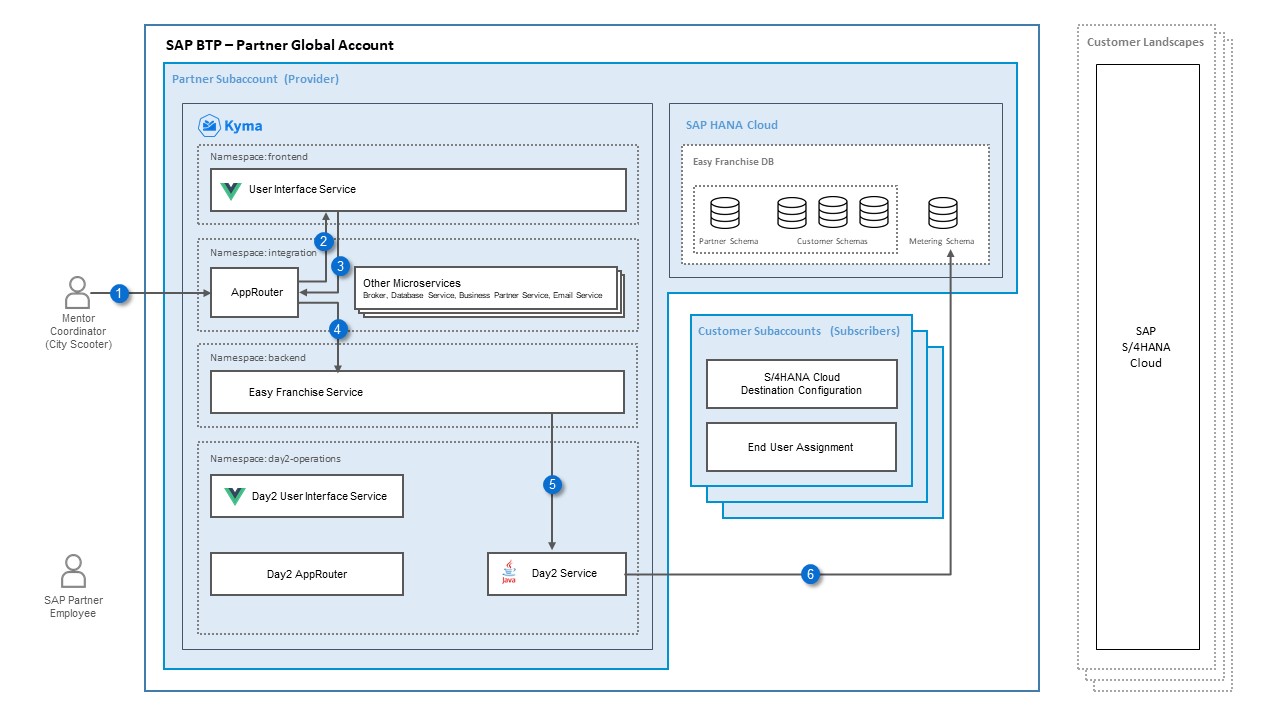 SAP BTP – Partner Global Account
Partner Subaccount (Provider)
Kyma
Namespace: frontend
User Interface Service
2
Namespace: integration
3
AppRouter
Other Microservices
Broker, Database Service, Business Partner Service, Email Service
4
Namespace: backend
Easy Franchise Service
Namespace: day2-operations
Day2 User Interface Service
5
Day2 AppRouter
Java
Day2 Service
6
1
Mentor
Coordinator
(City Scooter)
SAP Partner
Employee
SAP HANA Cloud
Easy Franchise DB
Partner Schema
Customer Schemas
Metering Schema
Customer Subaccounts (Subscribers)
S/4HANA Cloud
Destination Configuration
End User Assignment
Customer Landscapes
SAP
S/4HANA
Cloud